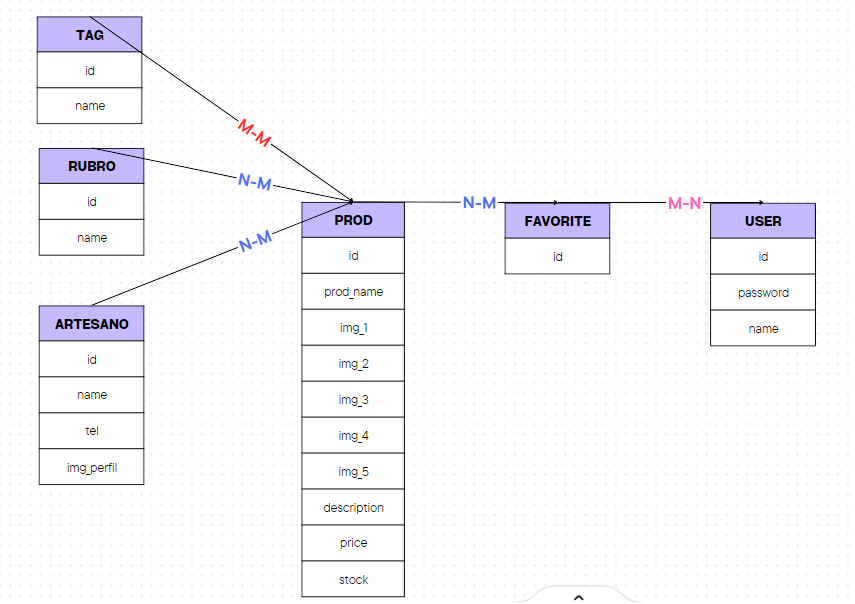 TAG
id
name
M-M
RUBRO
id
name
N-M
ARTESANO
id
name
tel
img_perfil
N-M
PROD
id
prod_name
img_1
img_2
img_3
img_4
img_5
description
price
stock
N-M
FAVORITE
id
M-N
USER
id
password
name